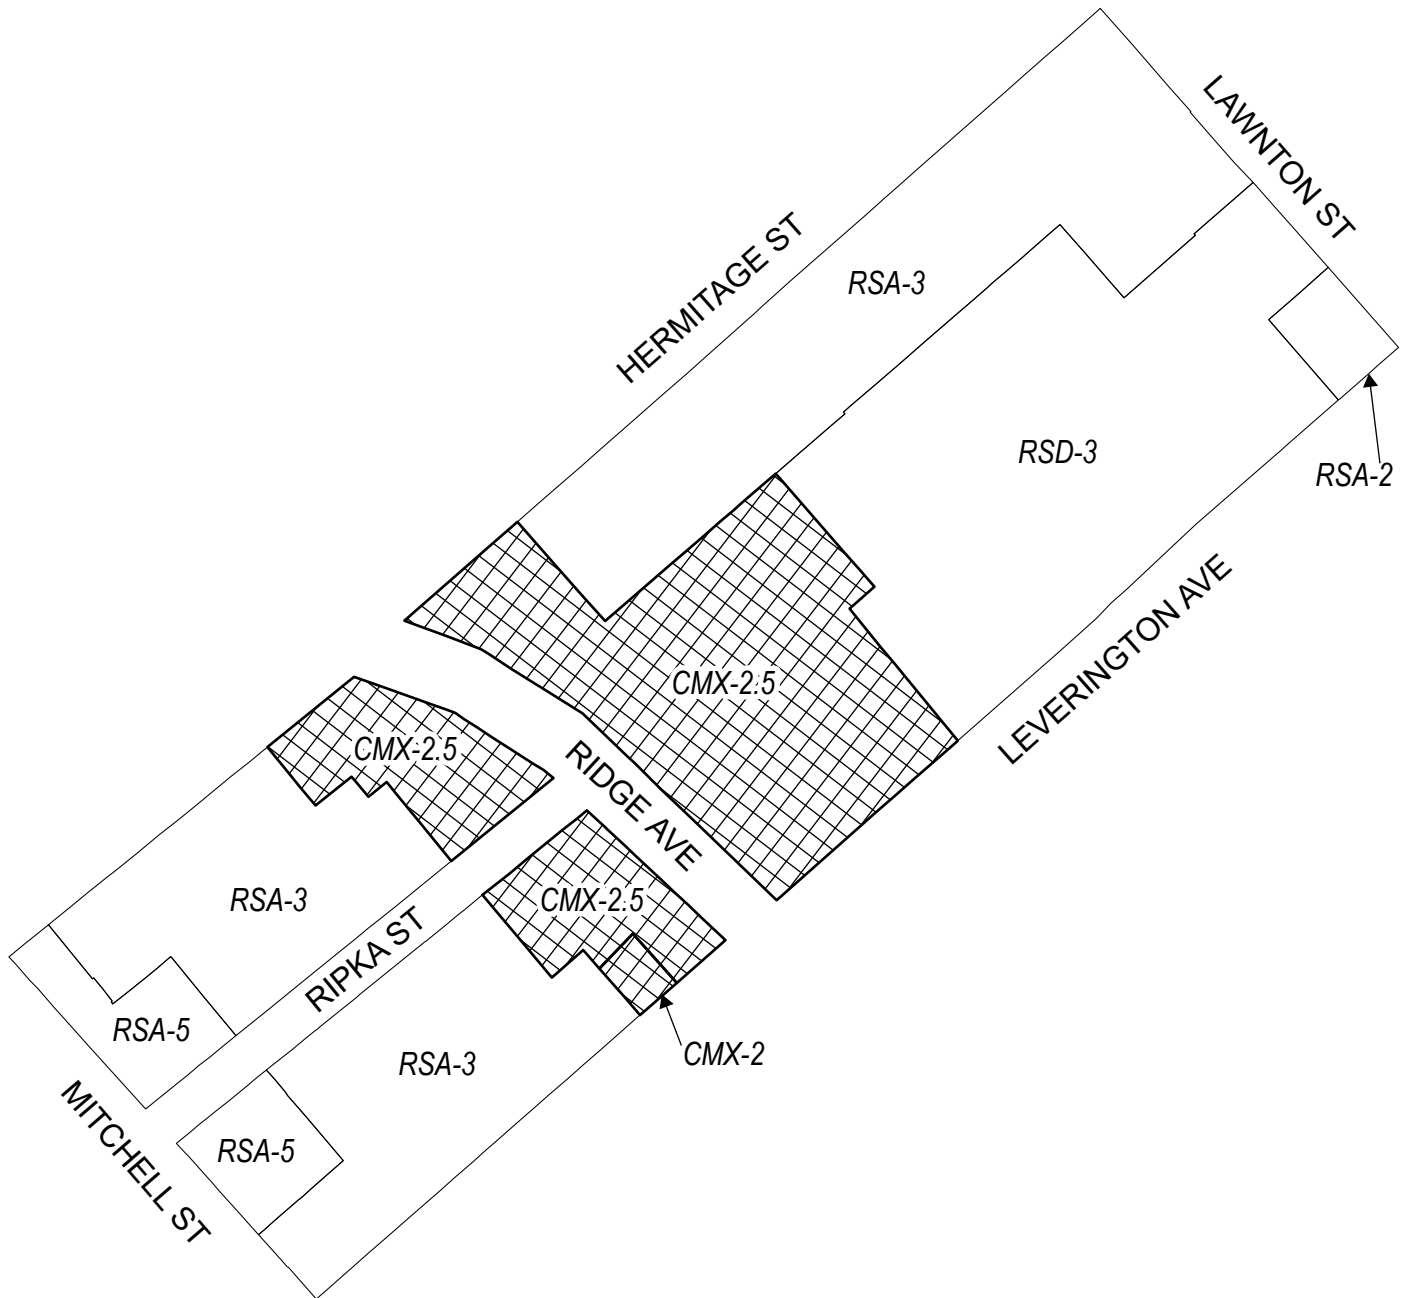 LAWNTON ST
HERMITAGE ST
RSA-3
RSD-3
RSA-2
LEVERINGTON AVE
CMX-2.5
CMX-2.5
RIDGE AVE
CMX-2.5
RSA-3
RIPKA ST
RSA-5
RSA-3
CMX-2
MITCHELL ST
RSA-5